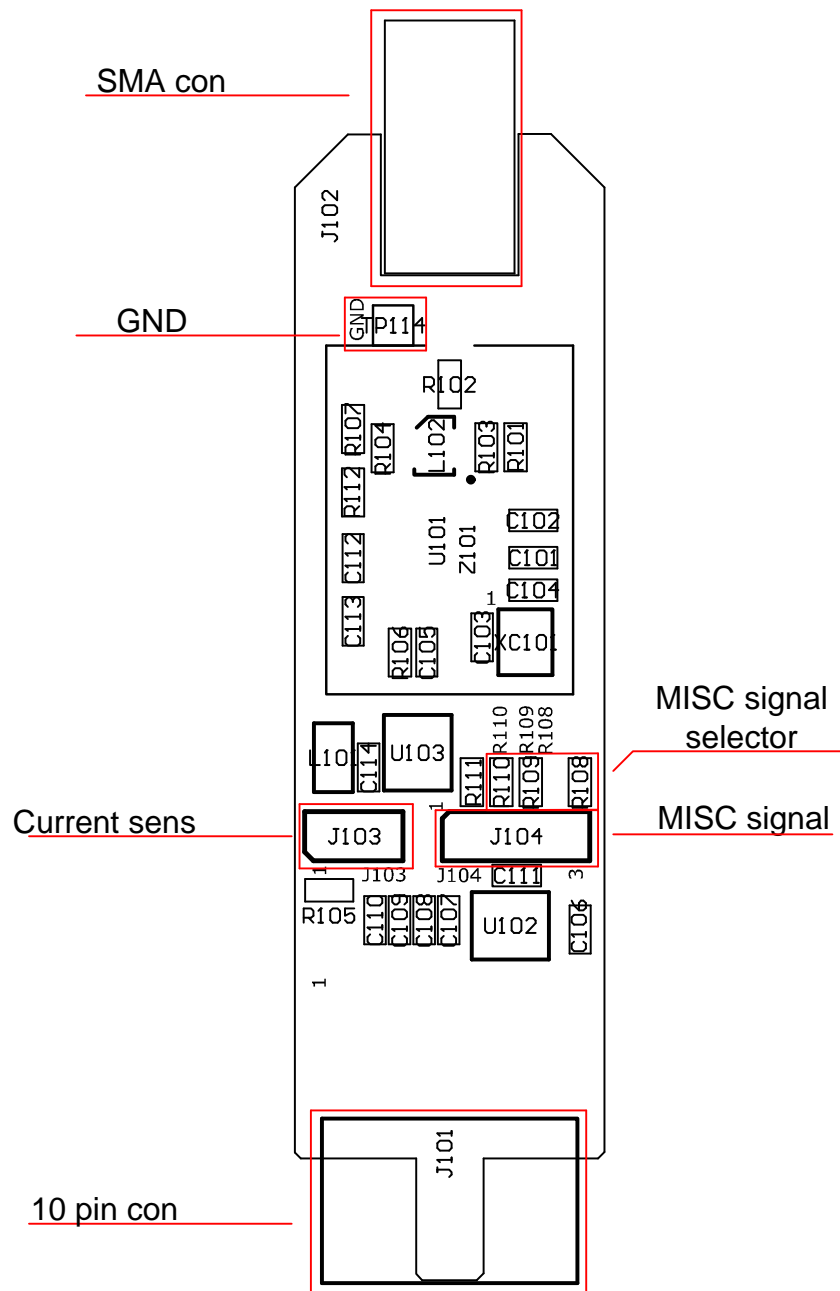 SMA con
J102
GND
GND
TP114
R102
R107
R104
L102
R103
R101
R112
U101
Z101
C102
C101
C104
C112
C113
1
R106
C105
C103
XC101
MISC signal
selector
R110
R109
R108
L101
C114
U103
R111
R110
R109
R108
1
Current sens
J103
J104
MISC signal
1
J103
J104
C111
3
R105
C110
C109
C108
C107
U102
C106
1
J101
10 pin con